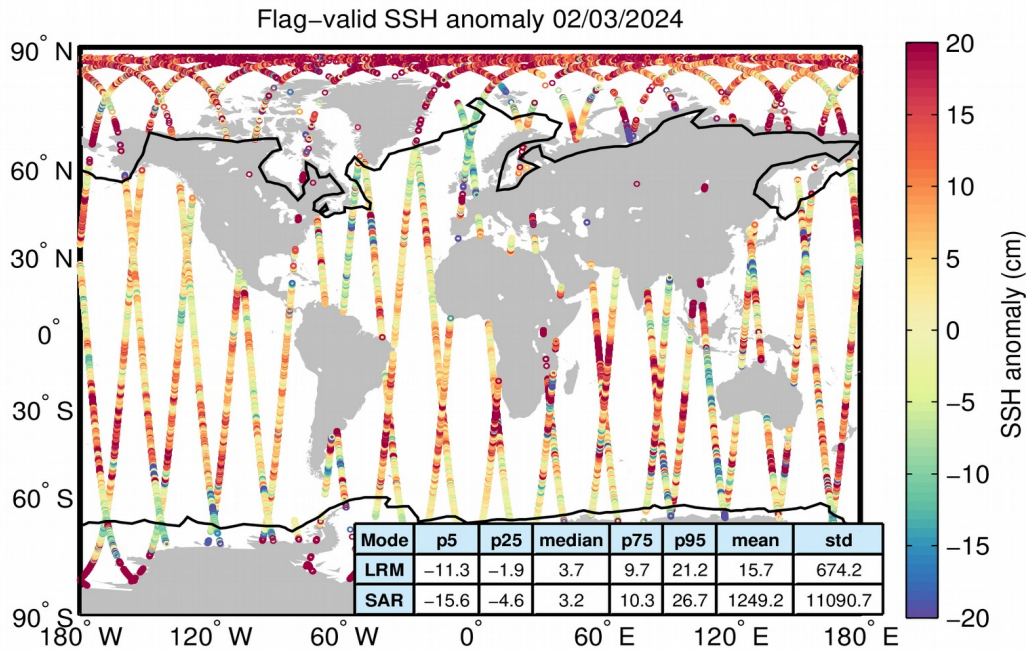 Flag−valid SSH anomaly 02/03/2024
90° N
60° N
30° N
0°
30° S
60° S
90° S
180° W
120° W
60° W
0°
60° E
120° E
180° E
20
15
10
5
0
−5
−10
−15
−20
SSH anomaly (cm)
Mode p5 p25 median p75 p95 mean std
LRM −11.3 −1.9 3.7 9.7 21.2 15.7 674.2
SAR −15.6 −4.6 3.2 10.3 26.7 1249.2 11090.7